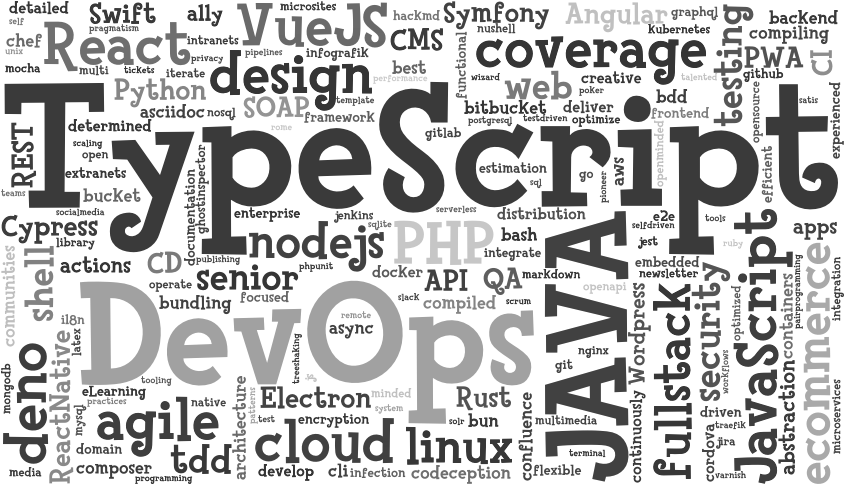 detailed
Swift
ally
microsites
VueJS
hackmd
Symfony
Angular
graphql
backend
self
pragmatism
chef
unix
React
intranets
pipelines
infografik
CMS
nushell
Kubernetes
compiling
mocha
multi
tickets
iterate
privacy
design
best
performance
functional
coverage
wizard
creative
talented
testing
PWA
github
CI
Python
asciidoc
nosql
SOAP
template
framework
web
poker
bitbucket
deliver
postgresql
testdriven
optimize
bdd
frontend
opensource
satis
experienced
determined
rome
gitlab
TypeScript
REST
scaling
open
extranets
teams
bucket
socialmedia
documentation
ghostinspector
estimation
sql
go
pioneer
aws
openminded
efficient
Cypress
library
enterprise
jenkins
sqlite
serverless
distribution
e2e
selfdriven
tools
apps
communities
shell
actions
CD
publishing
nodejs
phpunit
PHP
bash
integrate
jest
ruby
operate
senior
docker
API
QA
markdown
embedded
newsletter
openapi
bundling
focused
slack
compiled
scrum
DevOps
remote
async
i18n
latex
treeshaking
JAVA
nginx
git
continuously
Wordpress
fullstack
security
optimized
workflows
JavaScript
containers
pairprogramming
ecommerce
integration
mongodb
deno
ReactNative
tooling
eLearning
practices
mysql
agile
native
architecture
patterns
Electron
minded
system
test
encryption
Rust
solr
bun
confluence
multimedia
driven
traefik
cordova
jira
abstraction
microservices
domain
media
composer
tdd
programming
cloud
linux
develop
cli
infection
codeception
flexible
terminal
varnish